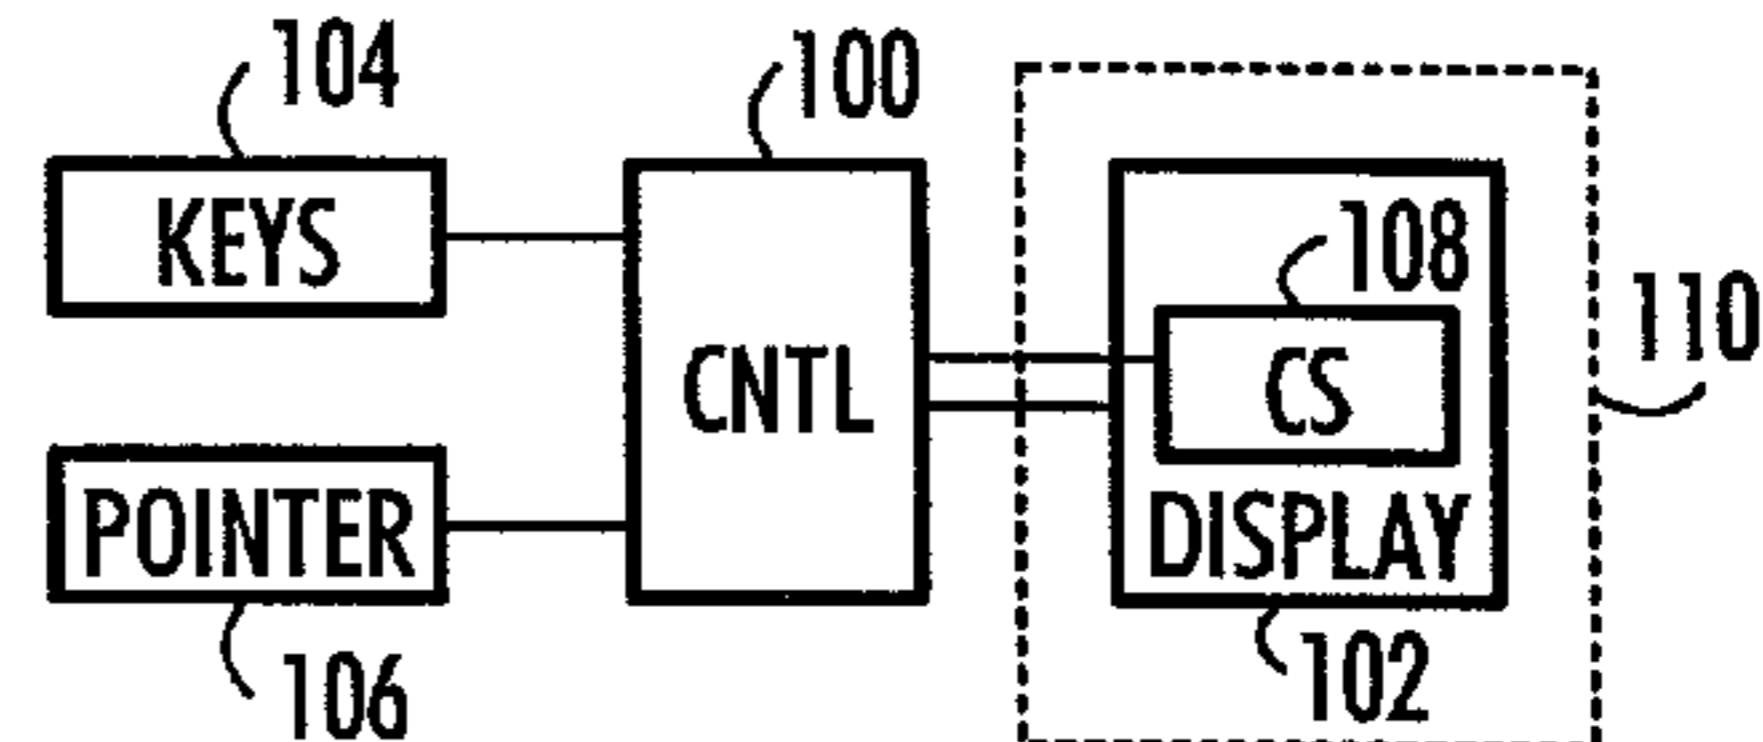 104
100
KEYS
108
110
CNTL
CS
POINTER
DISPLAY
102
106